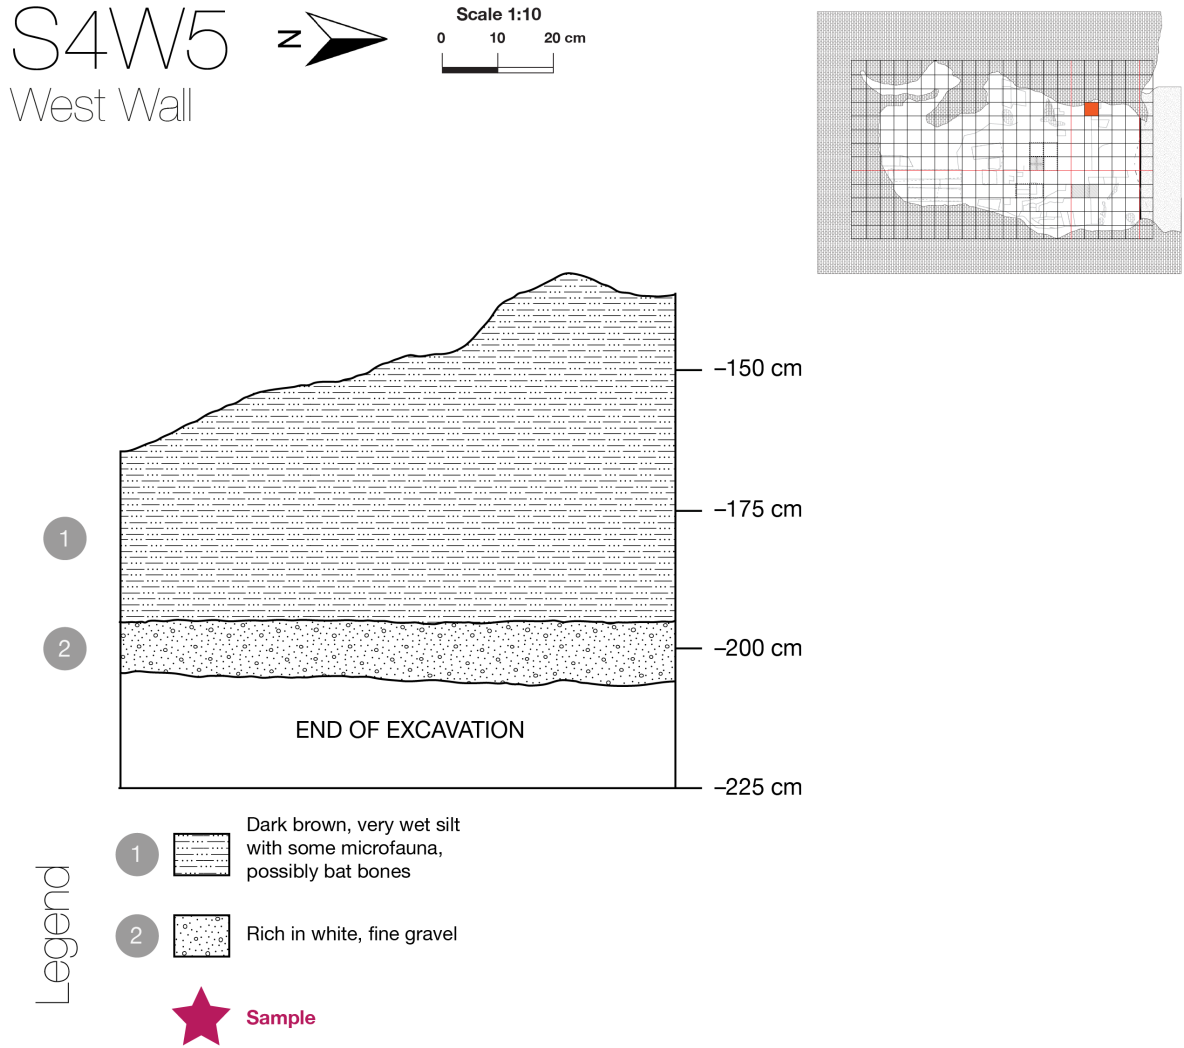 S4W5
West Wall
N
Scale 1:10
0 10 20 cm
–150 cm
–175 cm
1
2
–200 cm
END OF EXCAVATION
–225 cm
Legend
1
Dark brown, very wet silt
with some microfauna,
possibly bat bones
2
Rich in white, fine gravel
Sample